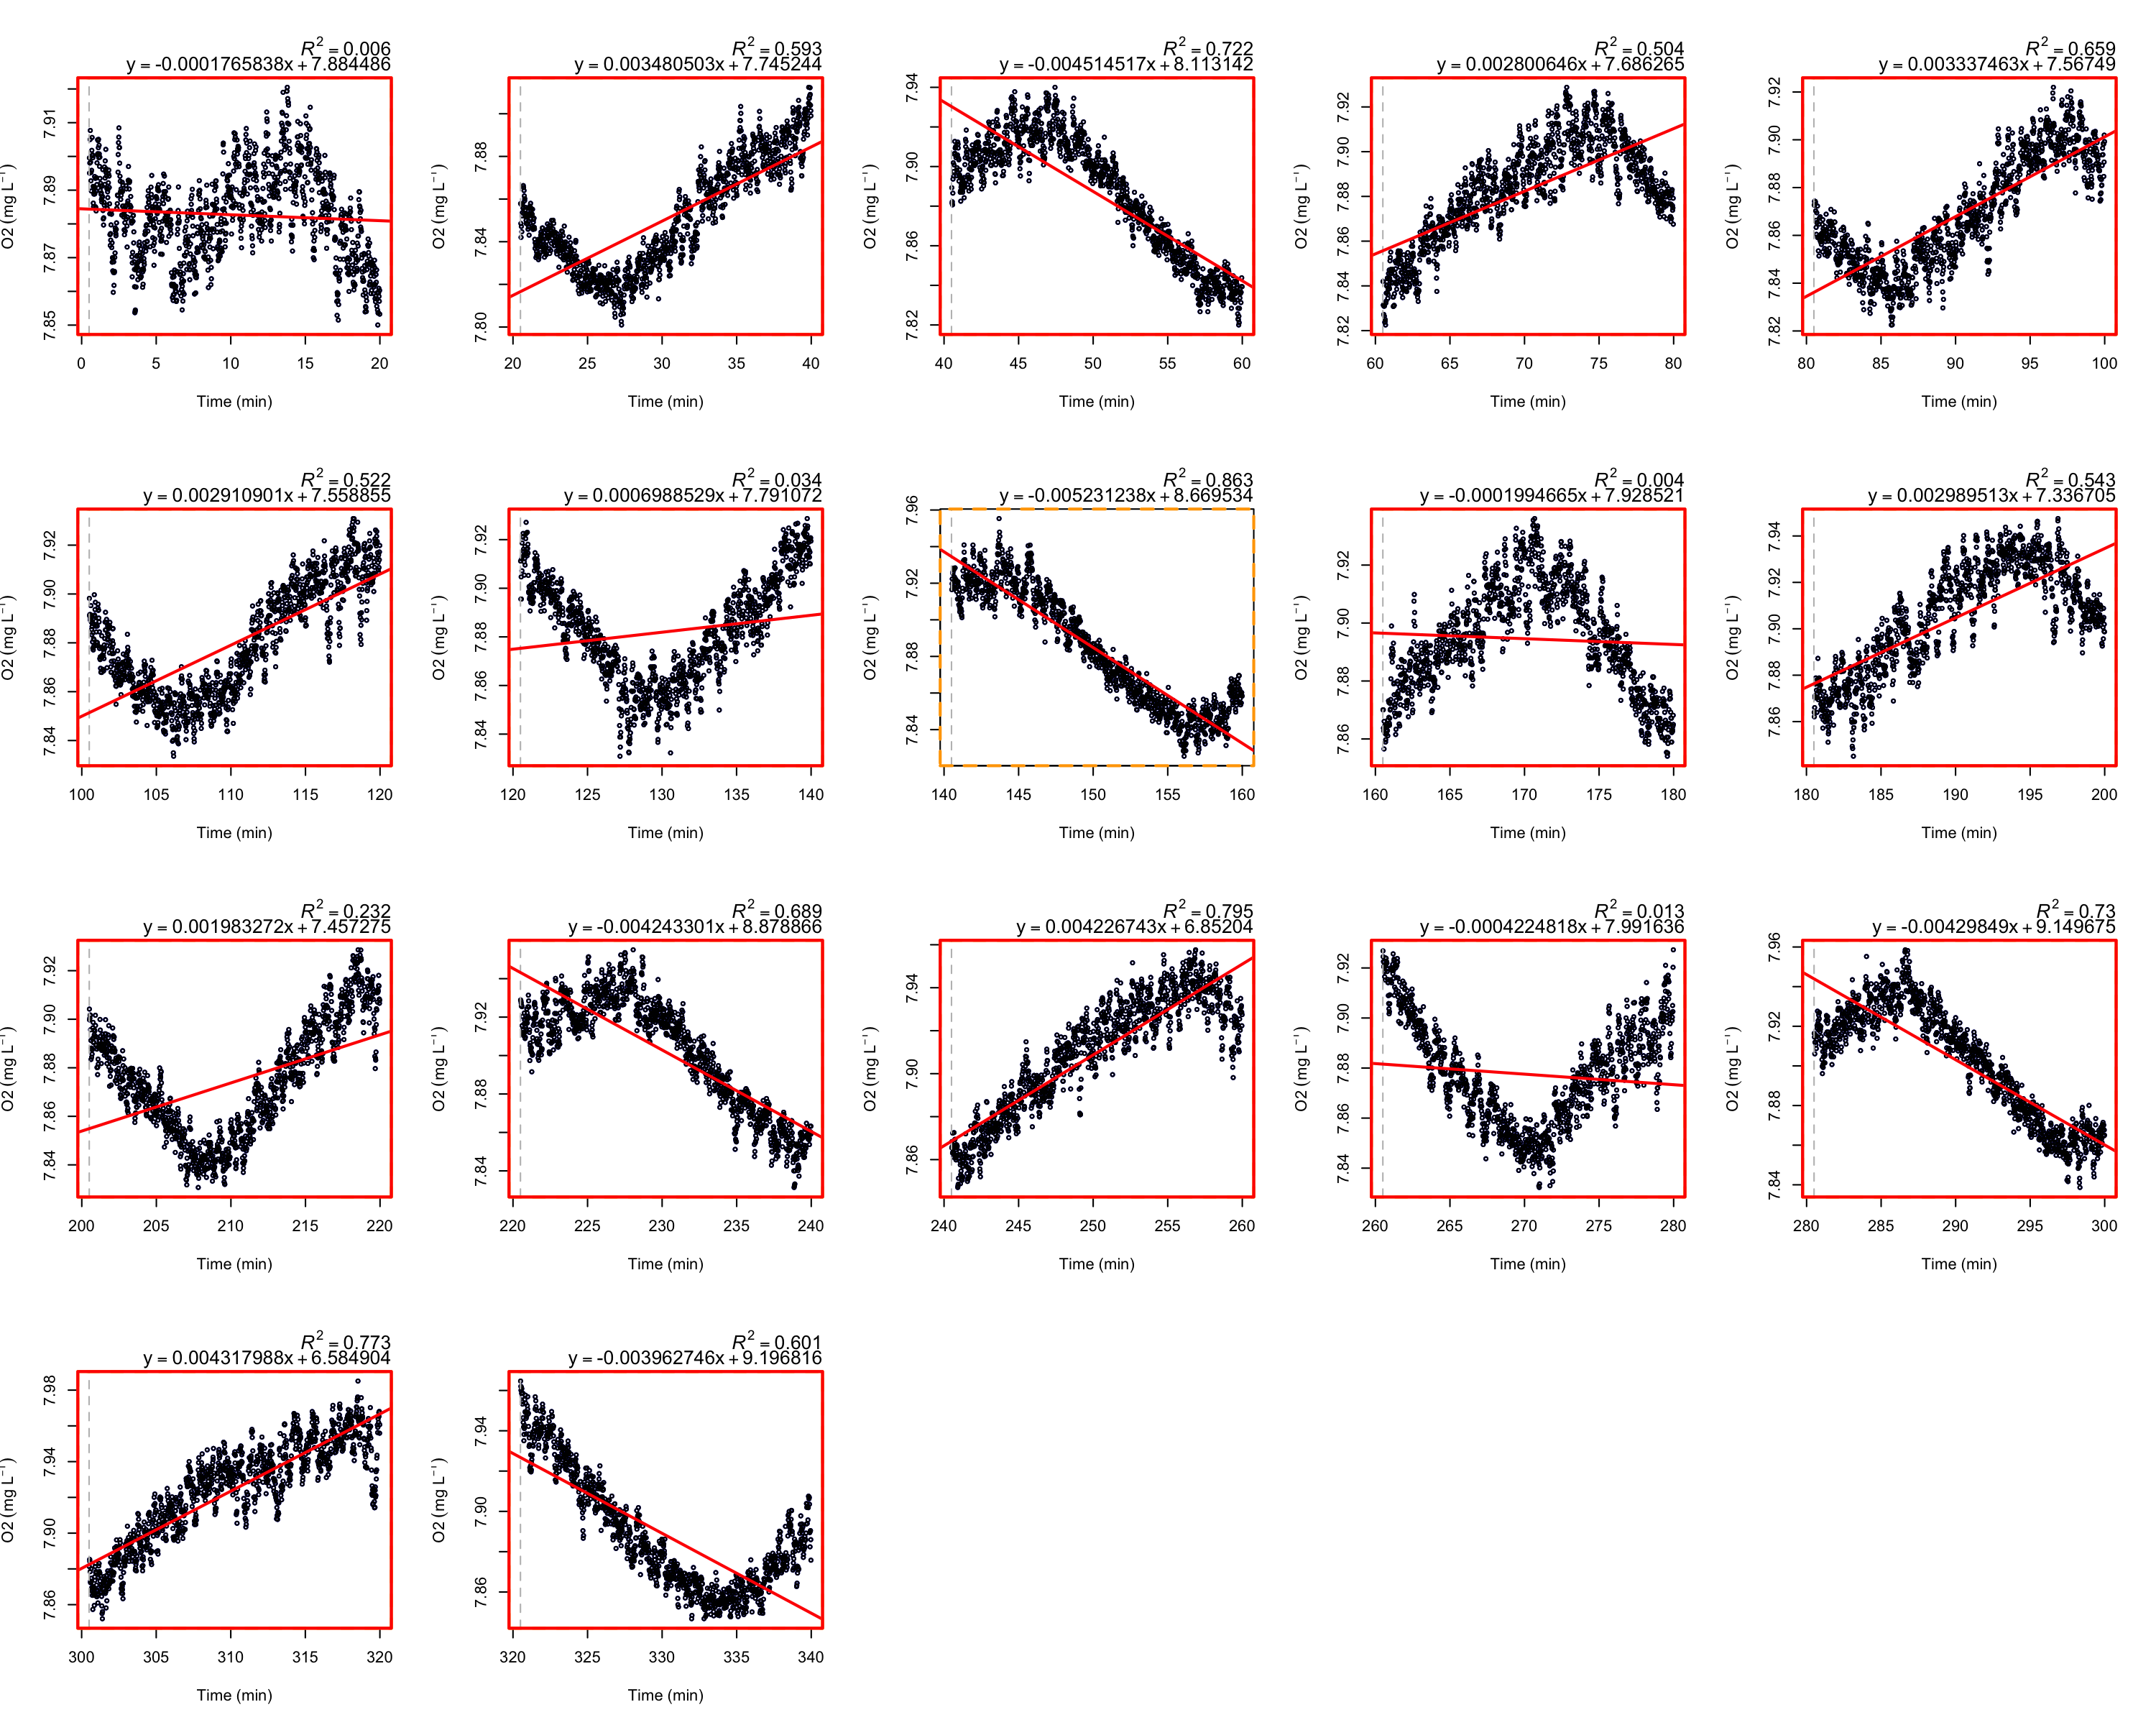 R² = 0.006
y = -0.0001765838x + 7.884486
O2 (mg L⁻¹)
7.85 7.87 7.89 7.91
0 5 10 15 20
Time (min)
R² = 0.593
y = 0.003480503x + 7.745244
O2 (mg L⁻¹)
7.80 7.84 7.88
20 25 30 35 40
Time (min)
R² = 0.722
y = -0.004514517x + 8.113142
O2 (mg L⁻¹)
7.82 7.86 7.90 7.94
40 45 50 55 60
Time (min)
R² = 0.504
y = 0.002800646x + 7.686265
O2 (mg L⁻¹)
7.82 7.84 7.86 7.88 7.90 7.92
60 65 70 75 80
Time (min)
R² = 0.659
y = 0.003337463x + 7.56749
O2 (mg L⁻¹)
7.82 7.84 7.86 7.88 7.90 7.92
80 85 90 95 100
Time (min)
R² = 0.522
y = 0.002910901x + 7.558855
O2 (mg L⁻¹)
7.84 7.86 7.88 7.90 7.92
100 105 110 115 120
Time (min)
R² = 0.034
y = 0.0006988529x + 7.791072
O2 (mg L⁻¹)
7.84 7.86 7.88 7.90 7.92
120 125 130 135 140
Time (min)
R² = 0.863
y = -0.005231238x + 8.669534
O2 (mg L⁻¹)
7.84 7.88 7.92 7.96
140 145 150 155 160
Time (min)
R² = 0.004
y = -0.0001994665x + 7.928521
O2 (mg L⁻¹)
7.86 7.88 7.90 7.92
160 165 170 175 180
Time (min)
R² = 0.543
y = 0.002989513x + 7.336705
O2 (mg L⁻¹)
7.86 7.88 7.90 7.92 7.94
180 185 190 195 200
Time (min)
R² = 0.232
y = 0.001983272x + 7.457275
O2 (mg L⁻¹)
7.84 7.86 7.88 7.90 7.92
200 205 210 215 220
Time (min)
R² = 0.689
y = -0.004243301x + 8.878866
O2 (mg L⁻¹)
7.84 7.88 7.92
220 225 230 235 240
Time (min)
R² = 0.795
y = 0.004226743x + 6.85204
O2 (mg L⁻¹)
7.86 7.90 7.94
240 245 250 255 260
Time (min)
R² = 0.013
y = -0.0004224818x + 7.991636
O2 (mg L⁻¹)
7.84 7.86 7.88 7.90 7.92
260 265 270 275 280
Time (min)
R² = 0.73
y = -0.00429849x + 9.149675
O2 (mg L⁻¹)
7.84 7.88 7.92 7.96
280 285 290 295 300
Time (min)
R² = 0.773
y = 0.004317988x + 6.584904
O2 (mg L⁻¹)
7.86 7.90 7.94 7.98
300 305 310 315 320
Time (min)
R² = 0.601
y = -0.003962746x + 9.196816
O2 (mg L⁻¹)
7.86 7.90 7.94
320 325 330 335 340
Time (min)